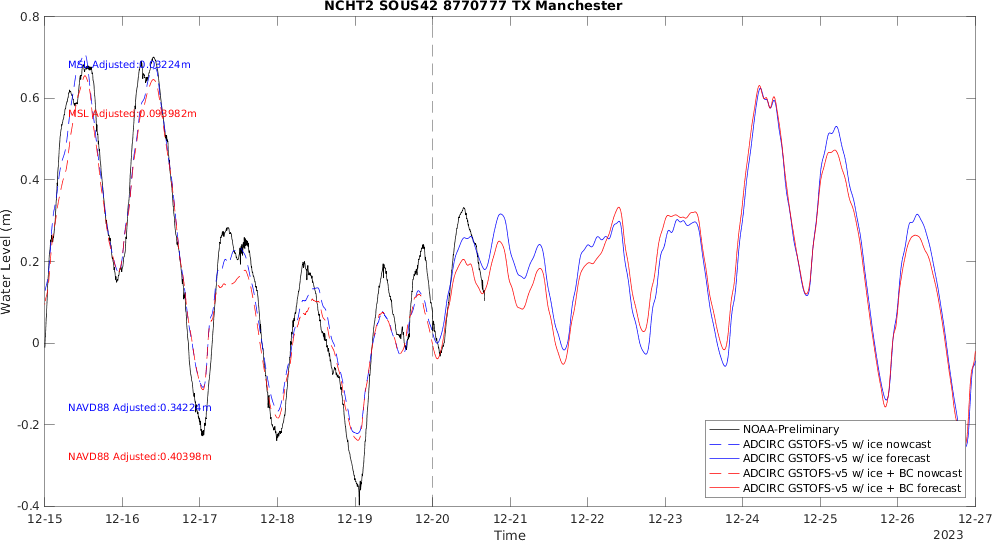 NCHT2 SOUS42 8770777 TX Manchester
0.8
0.6
0.4
0.2
0
-0.2
-0.4
Water Level (m)
MSL Adjusted:0.03224m
MSL Adjusted:0.093982m
NAVD88 Adjusted:0.34224m
NAVD88 Adjusted:0.40398m
NOAA-Preliminary
ADCIRC GSTOFS-v5 w/ ice nowcast
ADCIRC GSTOFS-v5 w/ ice forecast
ADCIRC GSTOFS-v5 w/ ice + BC nowcast
ADCIRC GSTOFS-v5 w/ ice + BC forecast
12-15 12-16 12-17 12-18 12-19 12-20 12-21 12-22 12-23 12-24 12-25 12-26 12-27
Time
2023